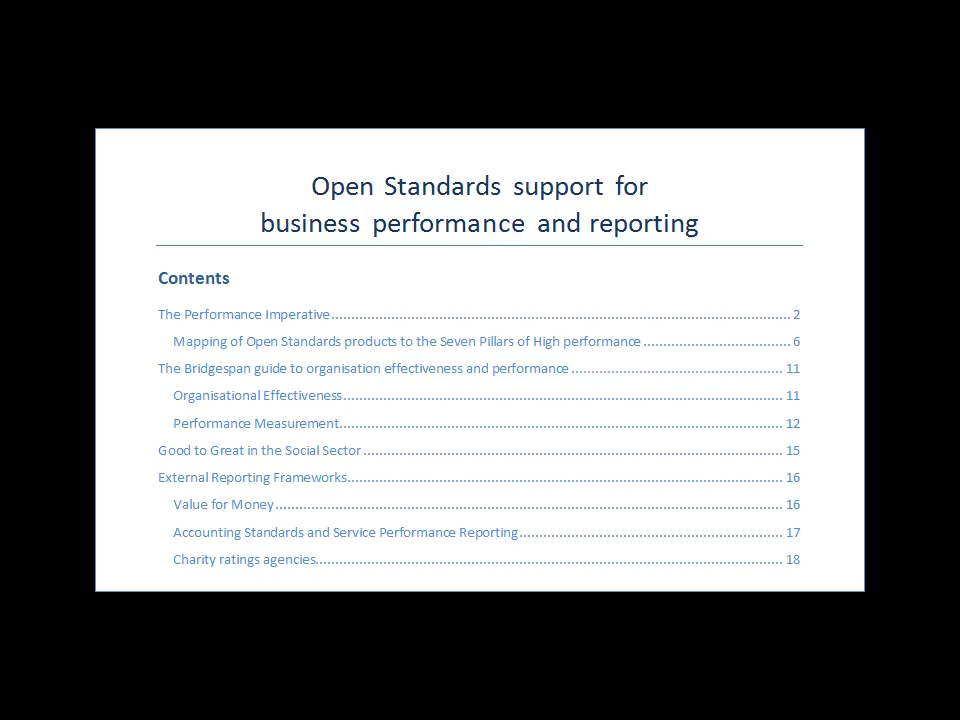 Open Standards support for
business performance and reporting
Contents
The Performance Imperative........................................................................................................................ 2
Mapping of Open Standards products to the Seven Pillars of High performance ..................................... 6
The Bridgespan guide to organisation effectiveness and performance ..................................................... 11
Organisational Effectiveness.............................................................................................................. 11
Performance Measurement............................................................................................................... 12
Good to Great in the Social Sector ........................................................................................................ 15
External Reporting Frameworks............................................................................................................ 16
Value for Money ............................................................................................................................... 16
Accounting Standards and Service Performance Reporting.................................................................. 17
Charity ratings agencies..................................................................................................................... 18